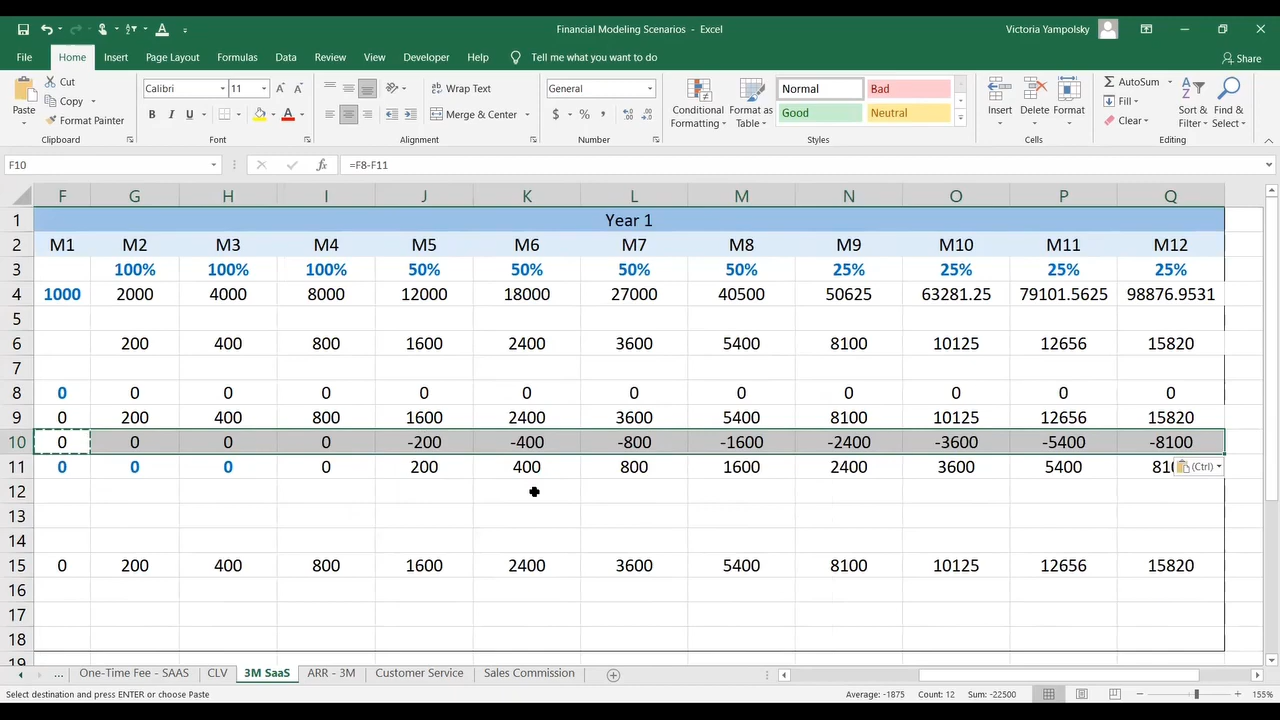 Financial Modeling Scenarios - Excel
Victoria Yampolsky
File Home Insert Page Layout Formulas Data Review View Developer Help Tell me what you want to do Share
Paste
Cut
Copy
Format Painter
Clipboard
Calibri 11
B I U
Font
Wrap Text
Merge & Center
Alignment
General
$ % ,
Number
Conditional Formatting
Format as Table
Normal Bad
Good Neutral
Styles
Insert Delete Format
Cells
AutoSum
Fill
Clear
Sort & Filter
Find & Select
Editing
F10 fx =F8-F11
F G H I J K L M N O P Q
1 Year 1
2 M1 M2 M3 M4 M5 M6 M7 M8 M9 M10 M11 M12
3 100% 100% 100% 50% 50% 50% 50% 25% 25% 25% 25%
4 1000 2000 4000 8000 12000 18000 27000 40500 50625 63281.25 79101.5625 98876.9531
5
6 200 400 800 1600 2400 3600 5400 8100 10125 12656 15820
7
8 0 0 0 0 0 0 0 0 0 0 0 0
9 0 200 400 800 1600 2400 3600 5400 8100 10125 12656 15820
10 0 0 0 0 -200 -400 -800 -1600 -2400 -3600 -5400 -8100
11 0 0 0 0 200 400 800 1600 2400 3600 5400 (Ctrl)
12
13
14
15 0 200 400 800 1600 2400 3600 5400 8100 10125 12656 15820
16
17
18
19
... One-Time Fee - SAAS CLV 3M SaaS ARR - 3M Customer Service Sales Commission
Select destination and press ENTER or choose Paste Average: -1875 Count: 12 Sum: -22500 155%